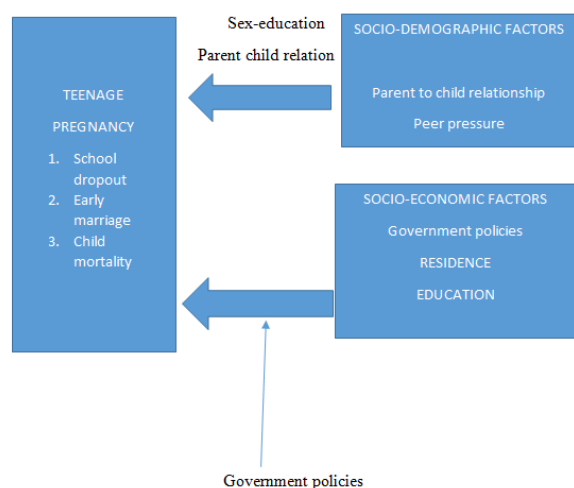 Sex-education
Parent child relation
SOCIO-DEMOGRAPHIC FACTORS
Parent to child relationship
Peer pressure
TEENAGE
PREGNANCY
1. School
dropout
2. Early
marriage
3. Child
mortality
SOCIO-ECONOMIC FACTORS
Government policies
RESIDENCE
EDUCATION
Government policies